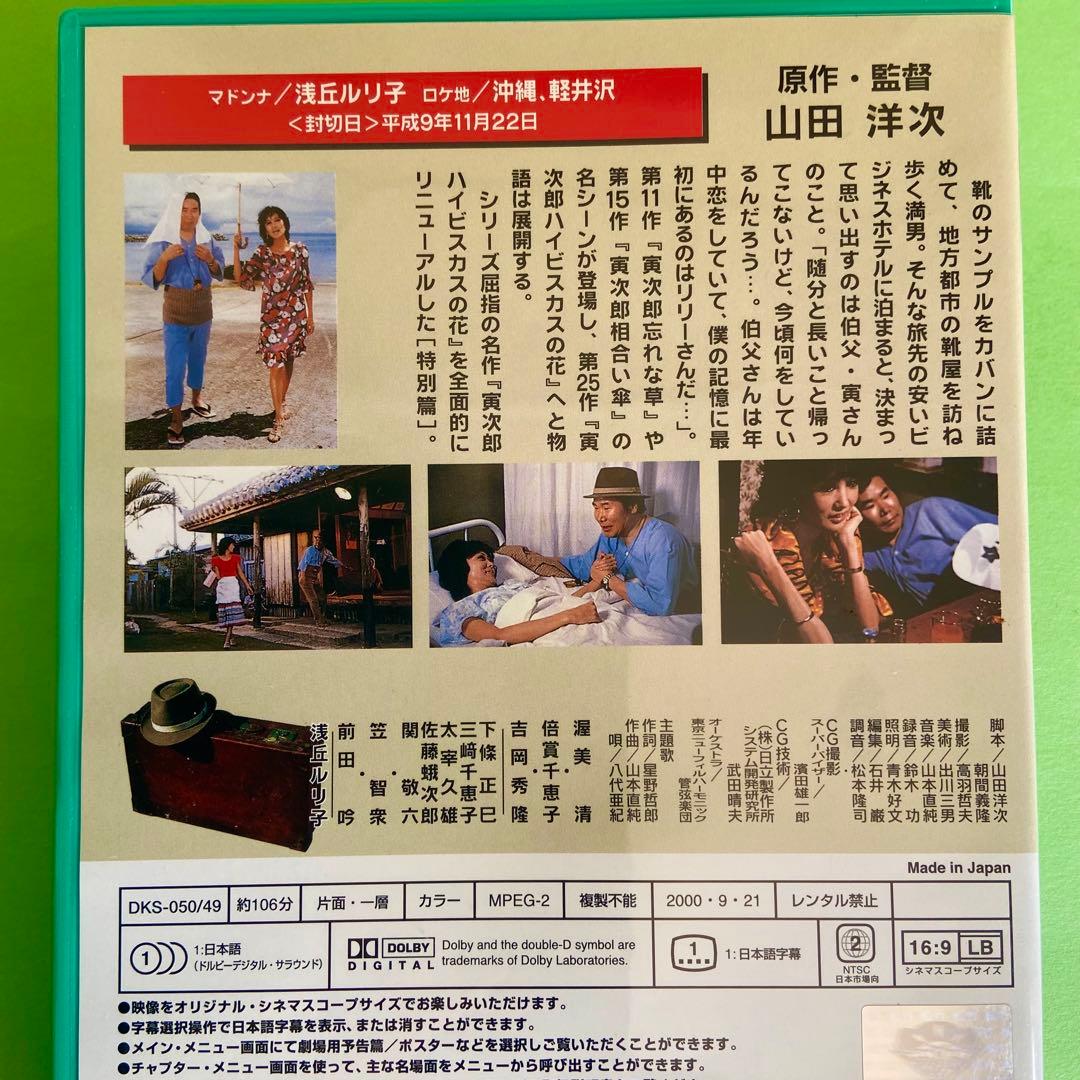 マドンナ／浅丘ルリ子 ロケ地／沖縄、軽井沢
＜封切日＞平成9年11月22日
原作・監督
山田 洋次
靴のサンプルをカバンに詰
めて、地方都市の靴屋を訪ね
歩く満男。そんな旅先の安いビ
ジネスホテルに泊まると、決まっ
て思い出すのは伯父・寅さん
のこと。「随分と長いこと帰っ
てこないけど、今頃何をしてい
るんだろう…。伯父さんは年
中恋をしていて、僕の記憶に最
初にあるのはリリーさんだ…」。
第11作『寅次郎忘れな草』や
第15作『寅次郎相合い傘』の
名シーンが登場し、第25作『寅
次郎ハイビスカスの花』へと物
語は展開する。
シリーズ屈指の名作『寅次郎
ハイビスカスの花』を全面的に
リニューアルした［特別篇］。
脚本／山田洋次
朝間義隆
撮影／高羽哲夫
美術／出川三男
音楽／山本直純
録音／鈴木 功
照明／青木好文
編集／石井 巌
調音／松本隆司
CG撮影
スーパーバイザー／
濱田雄一郎
CG技術／
(株)日立製作所
システム開発研究所
武田晴夫
オーケストラ／
東京ニューフィルハーモニック
管弦楽団
主題歌
作詞／星野哲郎
作曲／山本直純
唄／八代亜紀
渥美 清
倍賞千恵子
吉岡秀隆
下條正巳
三﨑千恵子
太宰久雄
佐藤蛾次郎
関 敬六
笠 智衆
前田 吟
浅丘ルリ子
Made in Japan
DKS-050/49 約106分 片面・一層 カラー MPEG-2 複製不能 2000・9・21 レンタル禁止
1 1:日本語
(ドルビーデジタル・サラウンド)
DOLBY
DIGITAL
Dolby and the double-D symbol are
trademarks of Dolby Laboratories.
1 1:日本語字幕
2
NTSC
日本市場向
16:9 LB
シネマスコープサイズ
●映像をオリジナル・シネマスコープサイズでお楽しみいただけます。
●字幕選択操作で日本語字幕を表示、または消すことができます。
●メイン・メニュー画面にて劇場用予告篇／ポスターなどを選択しご覧いただくことができます。
●チャプター・メニュー画面を使って、主な名場面をメニューから呼び出すことができます。